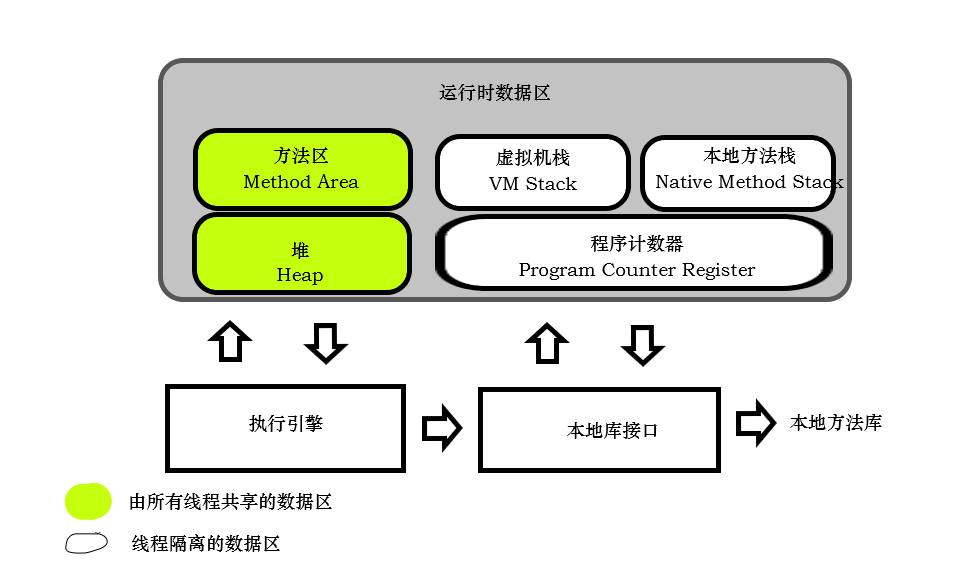 运行时数据区
方法区
Method Area
虚拟机栈
VM Stack
本地方法栈
Native Method Stack
堆
Heap
程序计数器
Program Counter Register
执行引擎
本地库接口
本地方法库
由所有线程共享的数据区
线程隔离的数据区